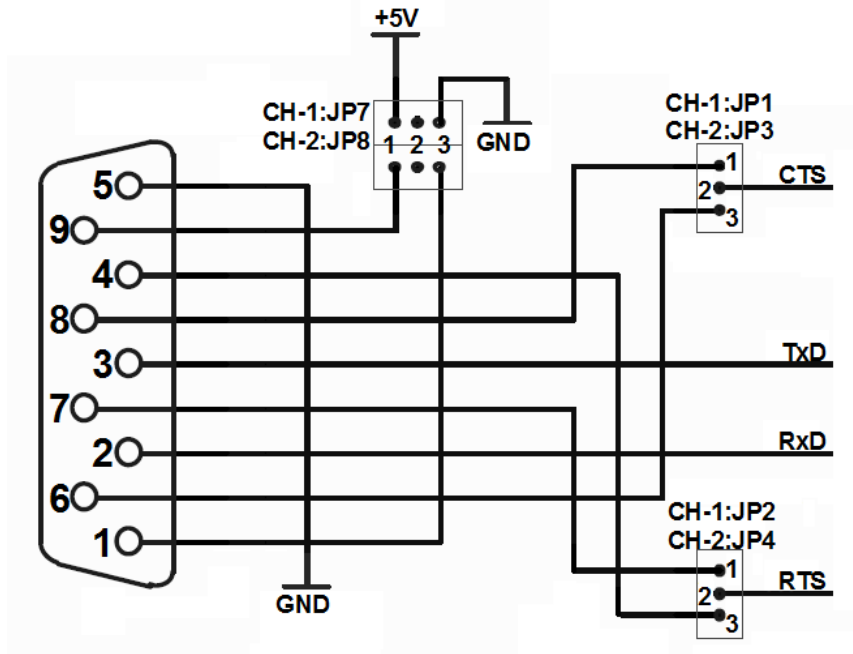 +5V
CH-1:JP7
CH-2:JP8
1 2 3
GND
CH-1:JP1
CH-2:JP3
1
2
3
CTS
5
9
4
8
3
7
2
6
1
TxD
RxD
CH-1:JP2
CH-2:JP4
1
2
3
RTS
GND